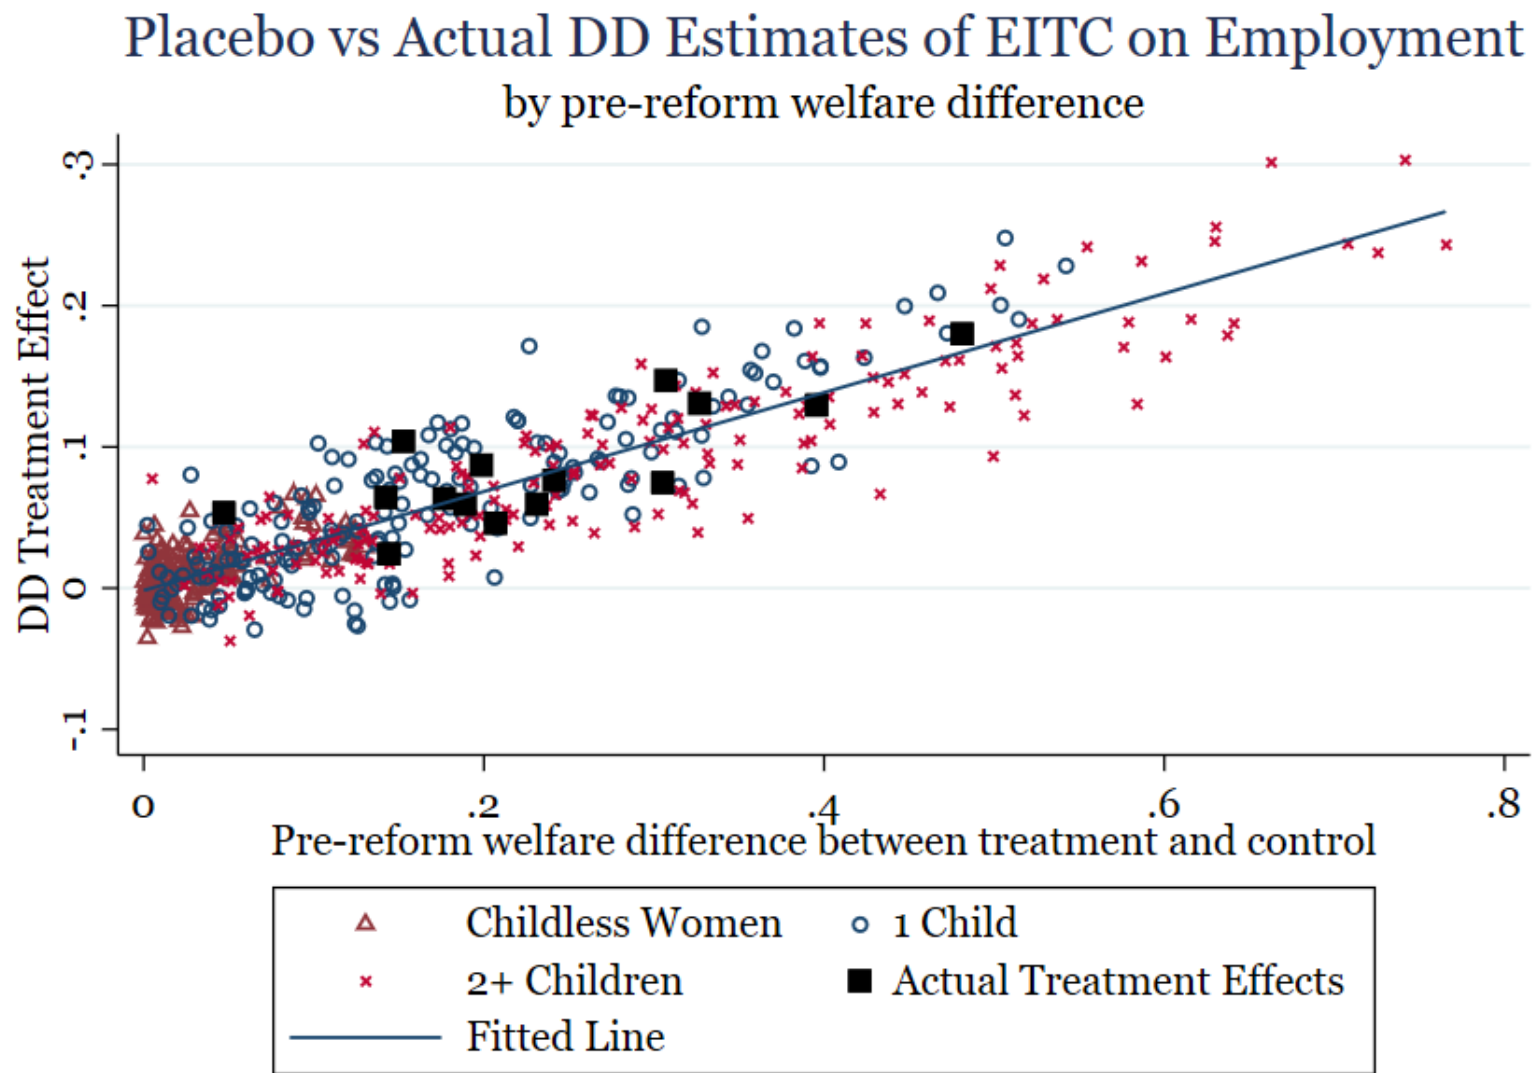 Placebo vs Actual DD Estimates of EITC on Employment
by pre-reform welfare difference
DD Treatment Effect
.3
.2
.1
0
-.1
0 .2 .4 .6 .8
Pre-reform welfare difference between treatment and control
Childless Women 1 Child
2+ Children Actual Treatment Effects
Fitted Line